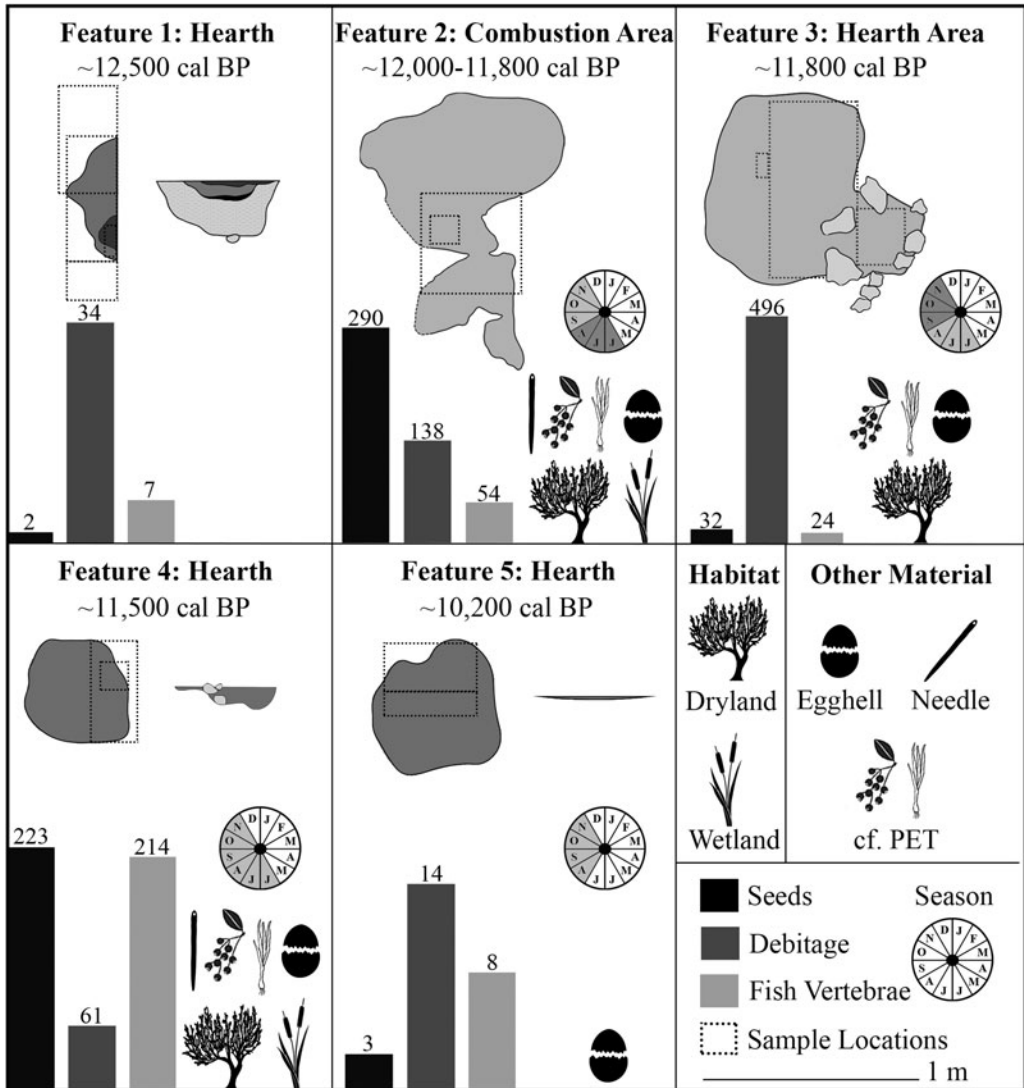 Feature 1: Hearth
~12,500 cal BP
34
7
2
Feature 2: Combustion Area
~12,000-11,800 cal BP
D J F M A M J J A S O N
290
138
54
Feature 3: Hearth Area
~11,800 cal BP
D J F M A M J J A S O N
496
32
24
Feature 4: Hearth
~11,500 cal BP
D J F M A M J J A S O N
223
214
61
Feature 5: Hearth
~10,200 cal BP
D J F M A M J J A S O N
14
8
3
Habitat
Dryland
Wetland
Other Material
Egghell
Needle
cf. PET
Seeds
Debitage
Fish Vertebrae
Sample Locations
Season
D J F M A M J J A S O N
1 m